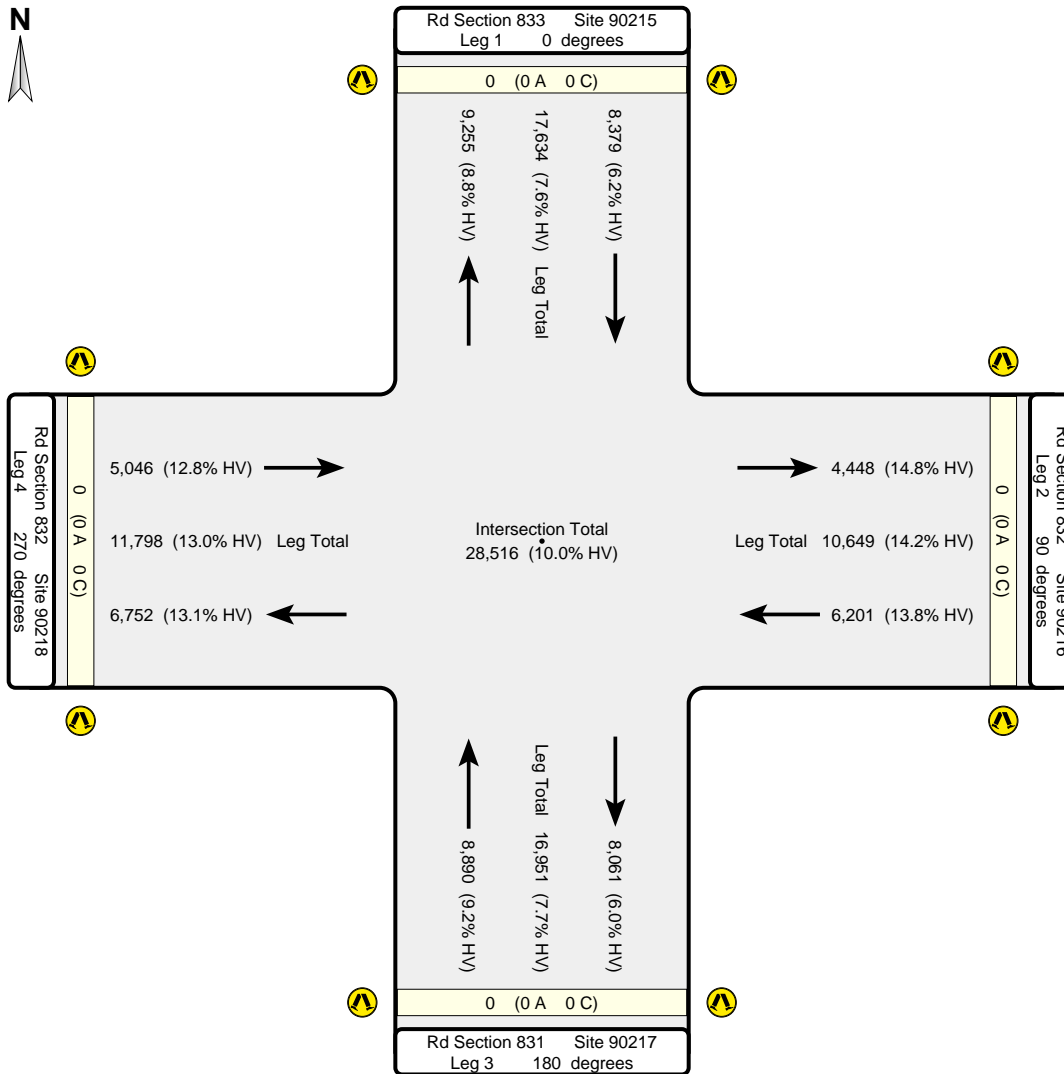 N
Rd Section 833 Site 90215
Leg 1 0 degrees
0 (0 A 0 C)
9,255 (8.8% HV)
17,634 (7.6% HV) Leg Total
8,379 (6.2% HV)
Rd Section 832 Site 90218
Leg 4 270 degrees
0 (0 A 0 C)
5,046 (12.8% HV)
11,798 (13.0% HV) Leg Total
6,752 (13.1% HV)
Intersection Total
28,516 (10.0% HV)
4,448 (14.8% HV)
Leg Total 10,649 (14.2% HV)
6,201 (13.8% HV)
0 (0 A 0 C)
Rd Section 832 Site 90216
Leg 2 90 degrees
8,890 (9.2% HV)
Leg Total 16,951 (7.7% HV)
8,061 (6.0% HV)
0 (0 A 0 C)
Rd Section 831 Site 90217
Leg 3 180 degrees